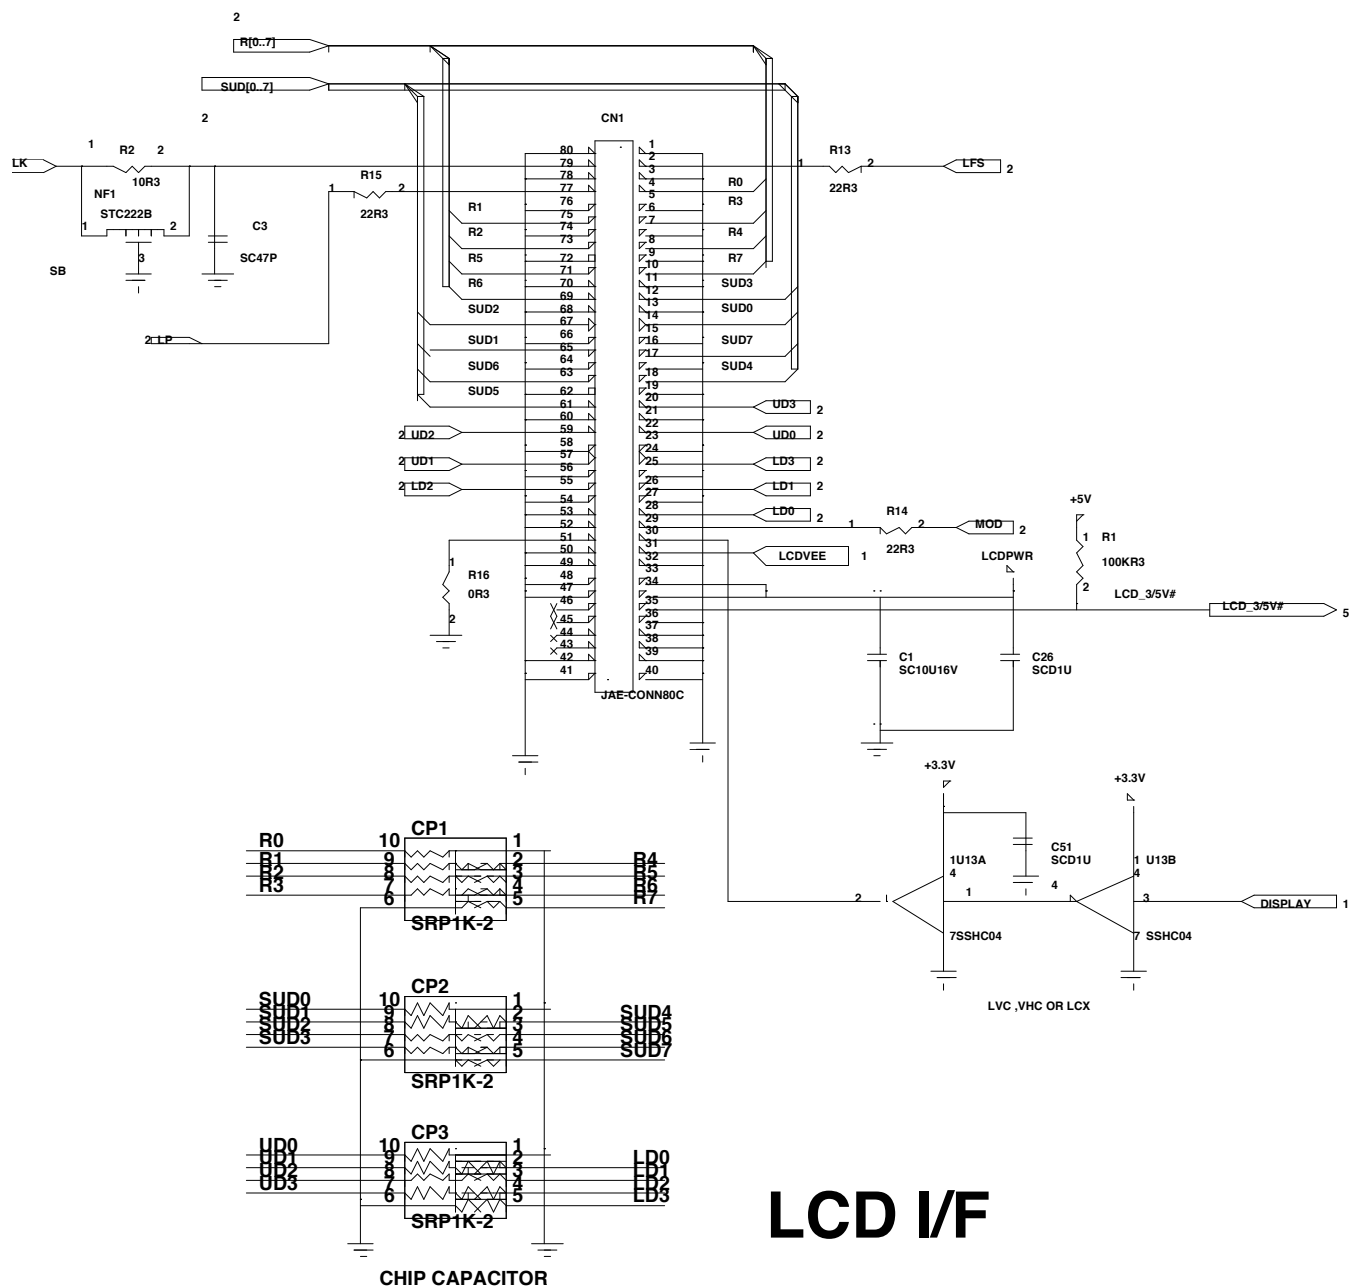 2
R[0..7]
SUD[0..7]
2
CN1
1 R2 2
LK
10R3
NF1
STC222B
1 2
3
SB
C3
SC47P
R15
1 2
22R3
2 LP
R13
1 2
22R3
LFS 2
80 1
79 2
78 3
77 4 R0
76 5 R3
R1 75 6
R2 74 7 R4
73 8
R5 72 9 R7
71 10
R6 70 11 SUD3
69 12
SUD2 68 13 SUD0
67 14
66 15
SUD1 65 16 SUD7
64 17
SUD6 63 18 SUD4
SUD5 62 19
61 20
60 21 UD3 2
2 UD2 59 22
58 23 UD0 2
57 24
2 UD1 56 25 LD3 2
55 26
2 LD2 54 27 LD1 2
53 28
52 29 LD0 2
51 30
50 31
49 32 LCDVEE 1
48 33
47 34
46 35
45 36
44 37
43 38
42 39
41 40
JAE-CONN80C
1
R16
0R3
2
R14
1 2
22R3
MOD 2
+5V
1 R1
100KR3
2
LCDPWR
LCD_3/5V#
LCD_3/5V# 5
C1
SC10U16V
C26
SCD1U
+3.3V
+3.3V
C51
SCD1U
1 U13A
4
1 U13B
4
2 1 4 3
DISPLAY 1
7 SSHC04
7 SSHC04
LVC ,VHC OR LCX
CP1
R0 10 1
R1 9 2 R4
R2 8 3 R5
R3 7 4 R6
6 5 R7
SRP1K-2
CP2
SUD0 10 1
SUD1 9 2 SUD4
SUD2 8 3 SUD5
SUD3 7 4 SUD6
6 5 SUD7
SRP1K-2
CP3
UD0 10 1
UD1 9 2 LD0
UD2 8 3 LD1
UD3 7 4 LD2
6 5 LD3
SRP1K-2
LCD I/F
CHIP CAPACITOR